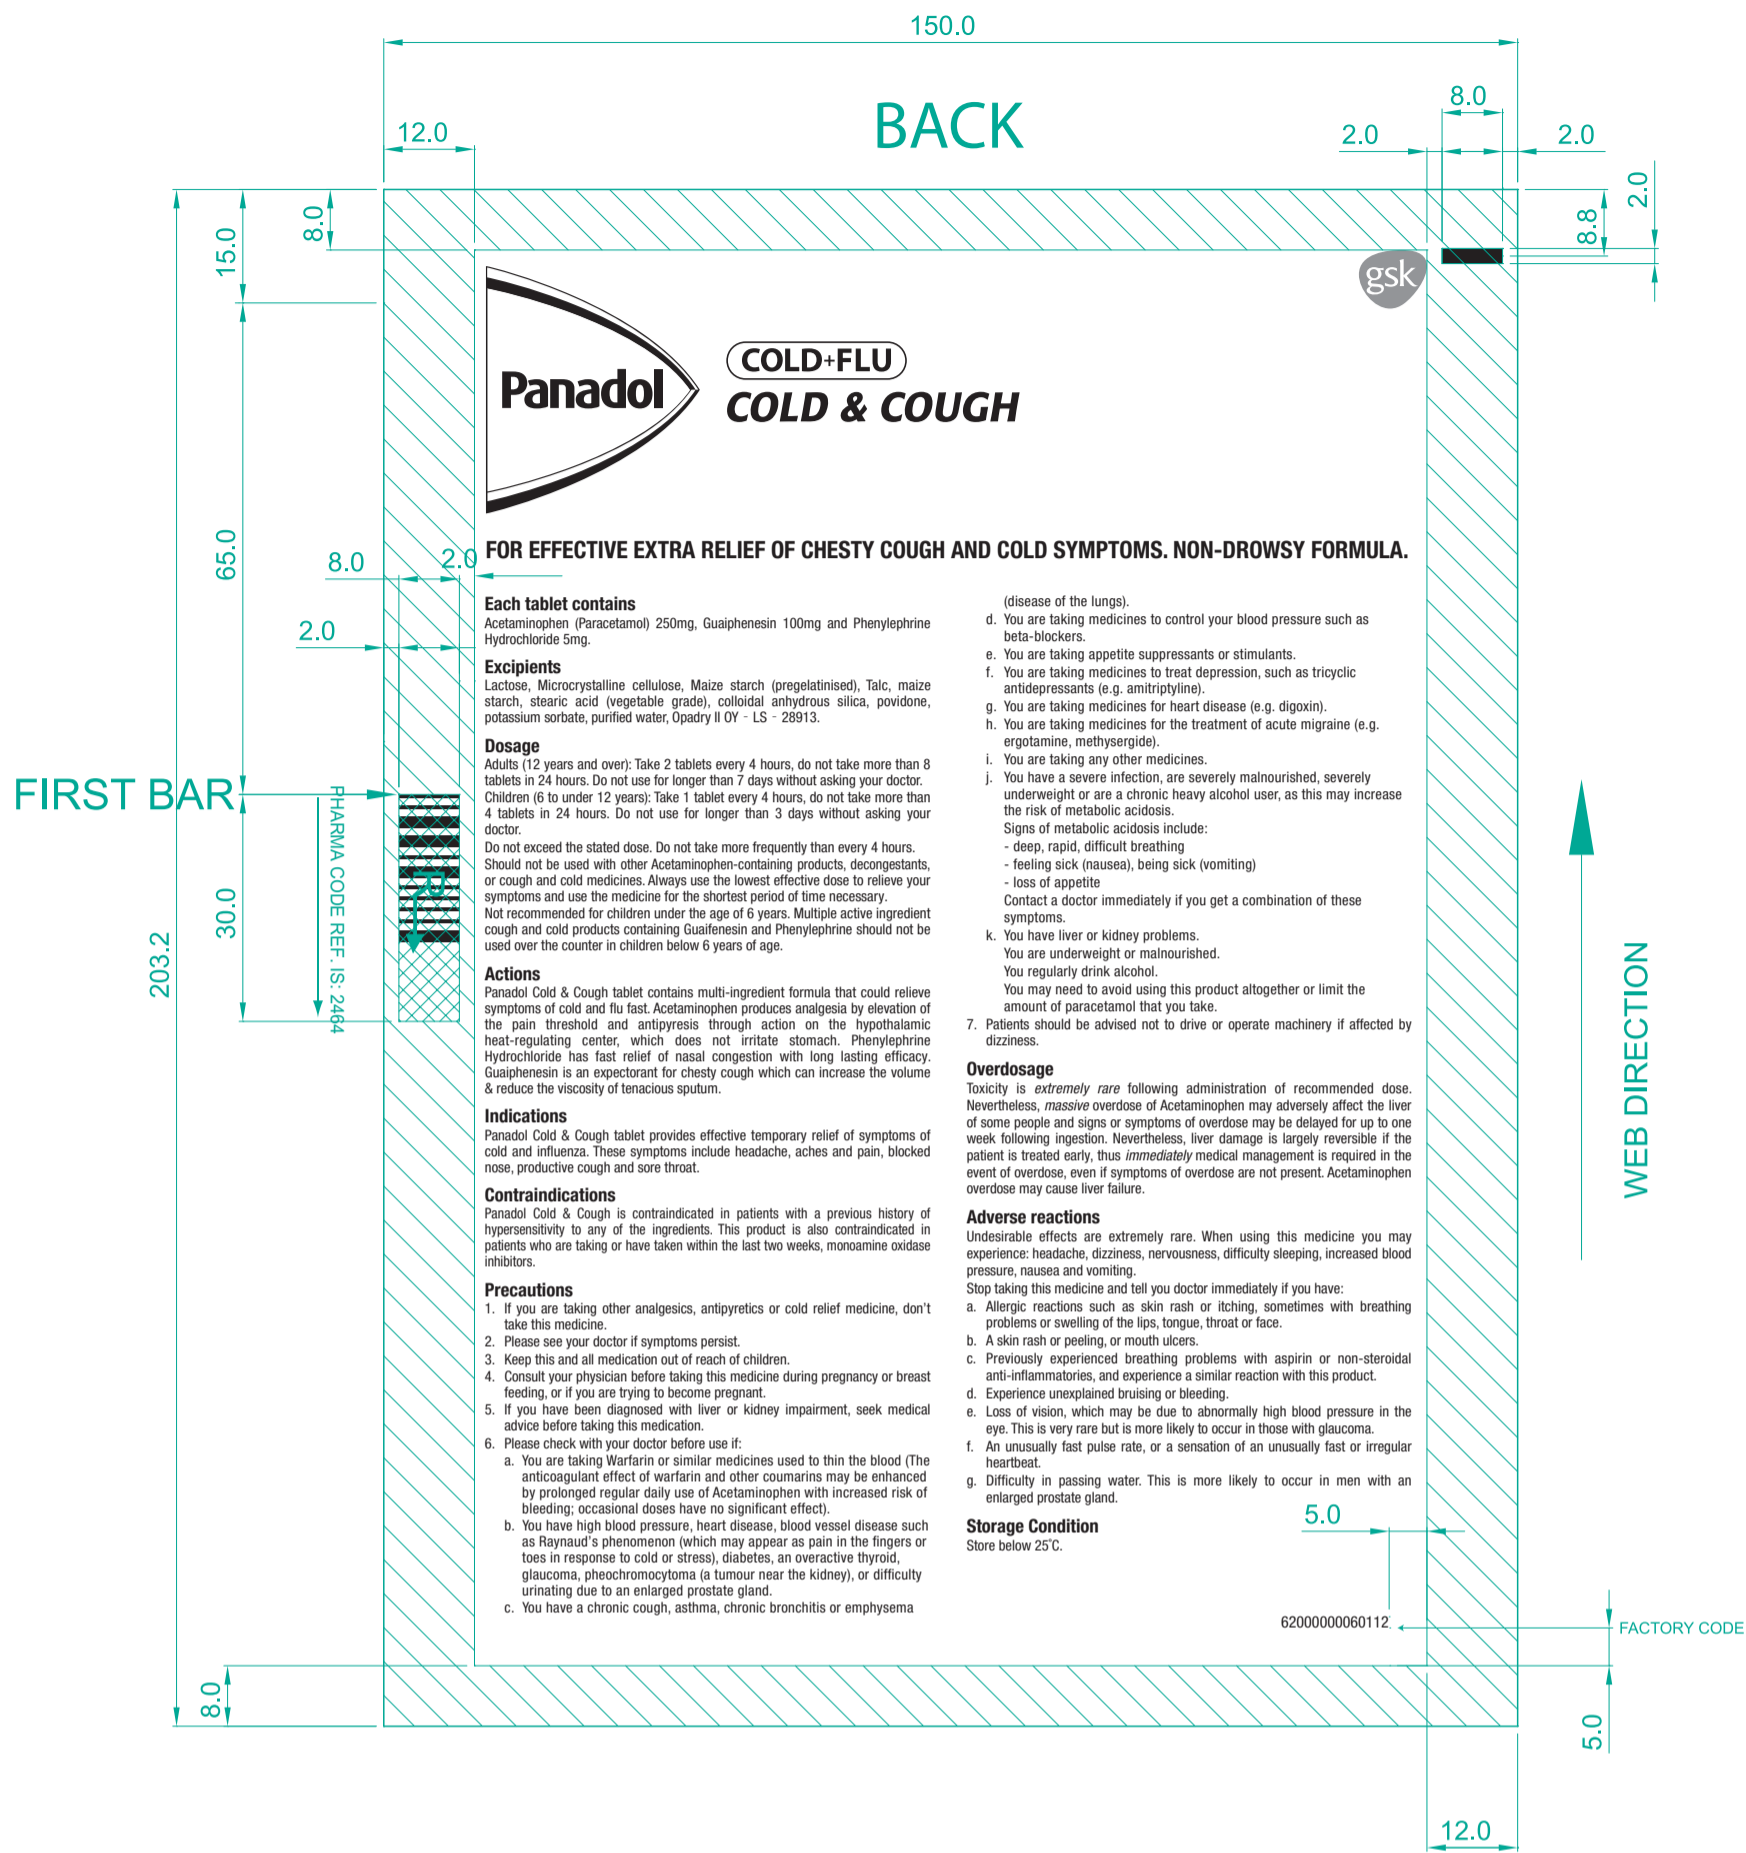 150.0
BACK
12.0
8.0
2.0
2.0
2.0
8.8
8.0
15.0
65.0
30.0
203.2
8.0
2.0
2.0
FIRST BAR
PHARMA CODE REF. IS: 2464
R
gsk
Panadol
COLD+FLU
COLD & COUGH
FOR EFFECTIVE EXTRA RELIEF OF CHESTY COUGH AND COLD SYMPTOMS. NON-DROWSY FORMULA.
Each tablet contains
Acetaminophen (Paracetamol) 250mg, Guaiphenesin 100mg and Phenylephrine
Hydrochloride 5mg.
Excipients
Lactose, Microcrystalline cellulose, Maize starch (pregelatinised), Talc, maize
starch, stearic acid (vegetable grade), colloidal anhydrous silica, povidone,
potassium sorbate, purified water, Opadry II OY - LS - 28913.
Dosage
Adults (12 years and over): Take 2 tablets every 4 hours, do not take more than 8
tablets in 24 hours. Do not use for longer than 7 days without asking your doctor.
Children (6 to under 12 years): Take 1 tablet every 4 hours, do not take more than
4 tablets in 24 hours. Do not use for longer than 3 days without asking your
doctor.
Do not exceed the stated dose. Do not take more frequently than every 4 hours.
Should not be used with other Acetaminophen-containing products, decongestants,
or cough and cold medicines. Always use the lowest effective dose to relieve your
symptoms and use the medicine for the shortest period of time necessary.
Not recommended for children under the age of 6 years. Multiple active ingredient
cough and cold products containing Guaifenesin and Phenylephrine should not be
used over the counter in children below 6 years of age.
Actions
Panadol Cold & Cough tablet contains multi-ingredient formula that could relieve
symptoms of cold and flu fast. Acetaminophen produces analgesia by elevation of
the pain threshold and antipyresis through action on the hypothalamic
heat-regulating center, which does not irritate stomach. Phenylephrine
Hydrochloride has fast relief of nasal congestion with long lasting efficacy.
Guaiphenesin is an expectorant for chesty cough which can increase the volume
& reduce the viscosity of tenacious sputum.
Indications
Panadol Cold & Cough tablet provides effective temporary relief of symptoms of
cold and influenza. These symptoms include headache, aches and pain, blocked
nose, productive cough and sore throat.
Contraindications
Panadol Cold & Cough is contraindicated in patients with a previous history of
hypersensitivity to any of the ingredients. This product is also contraindicated in
patients who are taking or have taken within the last two weeks, monoamine oxidase
inhibitors.
Precautions
1. If you are taking other analgesics, antipyretics or cold relief medicine, don't
take this medicine.
2. Please see your doctor if symptoms persist.
3. Keep this and all medication out of reach of children.
4. Consult your physician before taking this medicine during pregnancy or breast
feeding, or if you are trying to become pregnant.
5. If you have been diagnosed with liver or kidney impairment, seek medical
advice before taking this medication.
6. Please check with your doctor before use if:
a. You are taking Warfarin or similar medicines used to thin the blood (The
anticoagulant effect of warfarin and other coumarins may be enhanced
by prolonged regular daily use of Acetaminophen with increased risk of
bleeding; occasional doses have no significant effect).
b. You have high blood pressure, heart disease, blood vessel disease such
as Raynaud's phenomenon (which may appear as pain in the fingers or
toes in response to cold or stress), diabetes, an overactive thyroid,
glaucoma, pheochromocytoma (a tumour near the kidney), or difficulty
urinating due to an enlarged prostate gland.
c. You have a chronic cough, asthma, chronic bronchitis or emphysema
(disease of the lungs).
d. You are taking medicines to control your blood pressure such as
beta-blockers.
e. You are taking appetite suppressants or stimulants.
f. You are taking medicines to treat depression, such as tricyclic
antidepressants (e.g. amitriptyline).
g. You are taking medicines for heart disease (e.g. digoxin).
h. You are taking medicines for the treatment of acute migraine (e.g.
ergotamine, methysergide).
i. You are taking any other medicines.
j. You have a severe infection, are severely malnourished, severely
underweight or are a chronic heavy alcohol user, as this may increase
the risk of metabolic acidosis.
Signs of metabolic acidosis include:
- deep, rapid, difficult breathing
- feeling sick (nausea), being sick (vomiting)
- loss of appetite
Contact a doctor immediately if you get a combination of these
symptoms.
k. You have liver or kidney problems.
You are underweight or malnourished.
You regularly drink alcohol.
You may need to avoid using this product altogether or limit the
amount of paracetamol that you take.
7. Patients should be advised not to drive or operate machinery if affected by
dizziness.
Overdosage
Toxicity is extremely rare following administration of recommended dose.
Nevertheless, massive overdose of Acetaminophen may adversely affect the liver
of some people and signs or symptoms of overdose may be delayed for up to one
week following ingestion. Nevertheless, liver damage is largely reversible if the
patient is treated early, thus immediately medical management is required in the
event of overdose, even if symptoms of overdose are not present. Acetaminophen
overdose may cause liver failure.
Adverse reactions
Undesirable effects are extremely rare. When using this medicine you may
experience: headache, dizziness, nervousness, difficulty sleeping, increased blood
pressure, nausea and vomiting.
Stop taking this medicine and tell you doctor immediately if you have:
a. Allergic reactions such as skin rash or itching, sometimes with breathing
problems or swelling of the lips, tongue, throat or face.
b. A skin rash or peeling, or mouth ulcers.
c. Previously experienced breathing problems with aspirin or non-steroidal
anti-inflammatories, and experience a similar reaction with this product.
d. Experience unexplained bruising or bleeding.
e. Loss of vision, which may be due to abnormally high blood pressure in the
eye. This is very rare but is more likely to occur in those with glaucoma.
f. An unusually fast pulse rate, or a sensation of an unusually fast or irregular
heartbeat.
g. Difficulty in passing water. This is more likely to occur in men with an
enlarged prostate gland.
Storage Condition
Store below 25°C.
5.0
62000000060112
FACTORY CODE
WEB DIRECTION
8.0
5.0
12.0